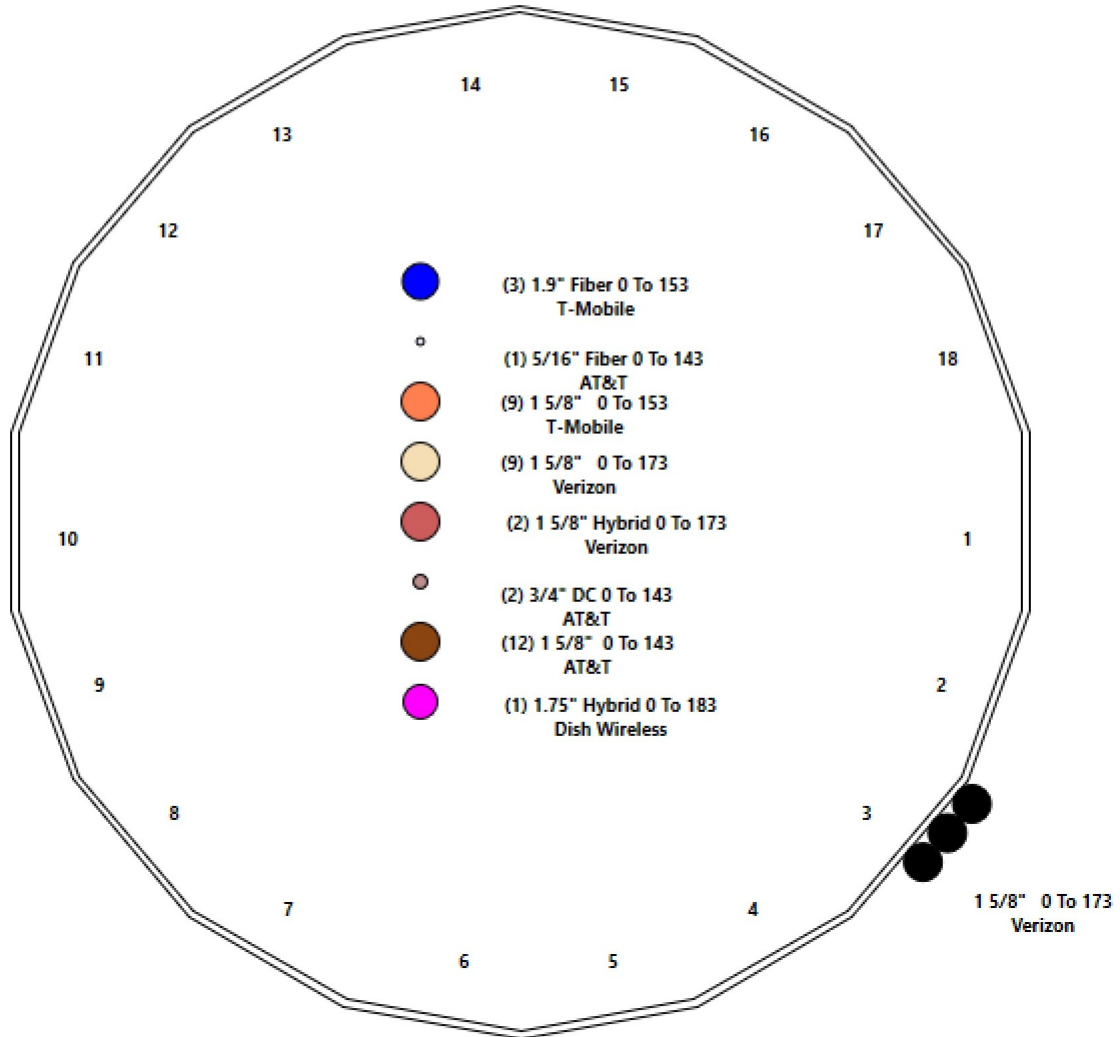 14
15
13
16
12
17
(3) 1.9" Fiber 0 To 153
T-Mobile
11
(1) 5/16" Fiber 0 To 143
18
AT&T
(9) 1 5/8"   0 To 153
T-Mobile
(9) 1 5/8"   0 To 173
Verizon
(2) 1 5/8" Hybrid 0 To 173
Verizon
10
1
(2) 3/4" DC 0 To 143
AT&T
(12) 1 5/8"  0 To 143
AT&T
9
2
(1) 1.75" Hybrid 0 To 183
Dish Wireless
8
3
7
4
1 5/8"   0 To 173
Verizon
6
5